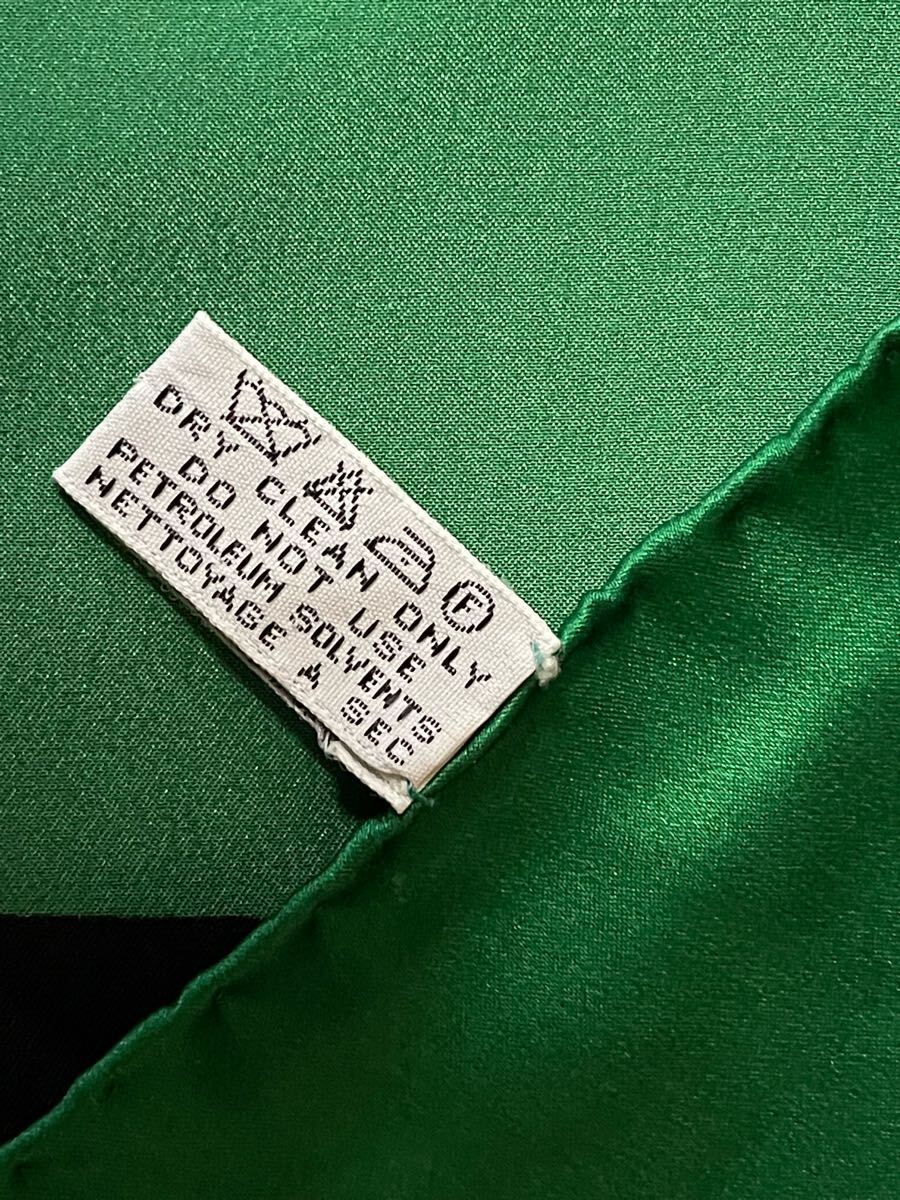 F
DRY CLEAN ONLY
DO NOT USE
PETROLEUM SOLVENTS
NETTOYAGE A SEC